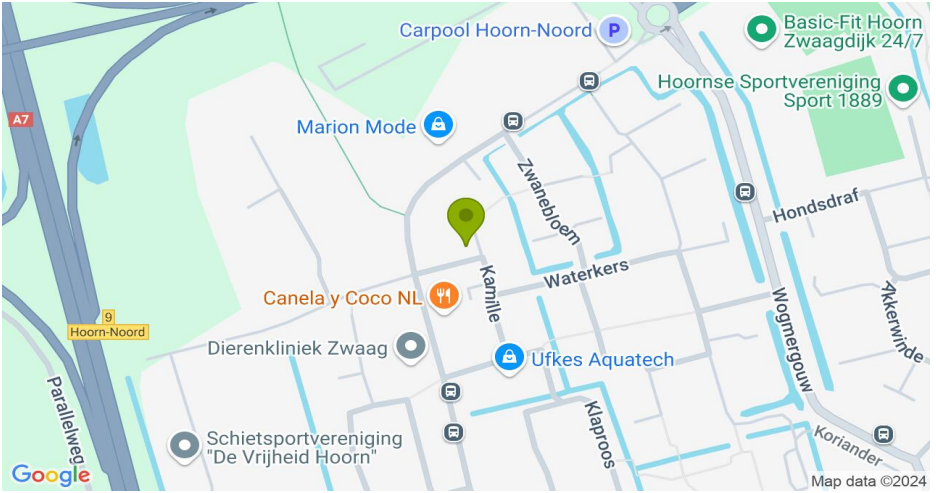 Carpool Hoorn-Noord
P
Basic-Fit Hoorn
Zwaagdijk 24/7
Hoornse Sportvereniging
Sport 1889
A7
Marion Mode
Zwanebloem
Hondsdraf
Canela y Coco NL
Kamille
Waterkers
9
Hoorn-Noord
Dierenkliniek Zwaag
Ufkes Aquatech
Wogmergouw
Akkerwinde
Parallelweg
Klaproos
Schietsportvereniging
"De Vrijheid Hoorn"
Koriander
Google
Map data ©2024